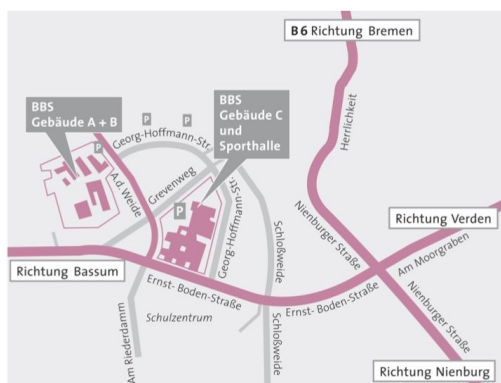 B 6 Richtung Bremen
BBS
Gebäude A + B
BBS
Gebäude C
und
Sporthalle
P
P
P
P
Georg-Hoffmann-Str.
A.d. Weide
Grevenweg
Georg-Hoffmann-Str.
Schloßweide
Herrlichkeit
Nienburger Straße
Richtung Verden
Am Moorgraben
Richtung Bassum
Ernst- Boden-Straße
Ernst- Boden-Straße
Nienburger Straße
Am Riederdamm
Schulzentrum
Schloßweide
Richtung Nienburg